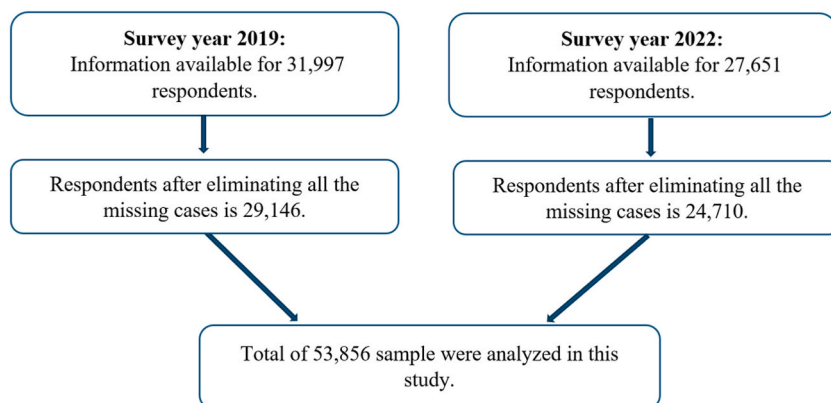 Survey year 2019:
Information available for 31,997
respondents.
Survey year 2022:
Information available for 27,651
respondents.
Respondents after eliminating all the
missing cases is 29,146.
Respondents after eliminating all the
missing cases is 24,710.
Total of 53,856 sample were analyzed in this
study.